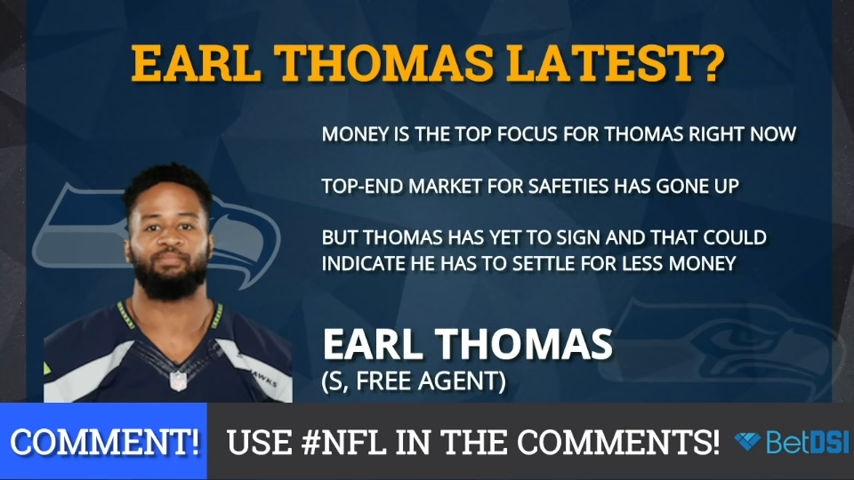 EARL THOMAS LATEST?
MONEY IS THE TOP FOCUS FOR THOMAS RIGHT NOW
TOP-END MARKET FOR SAFETIES HAS GONE UP
BUT THOMAS HAS YET TO SIGN AND THAT COULD
INDICATE HE HAS TO SETTLE FOR LESS MONEY
EARL THOMAS
(S, FREE AGENT)
HAWKS
COMMENT!
USE #NFL IN THE COMMENTS!
BetDSI